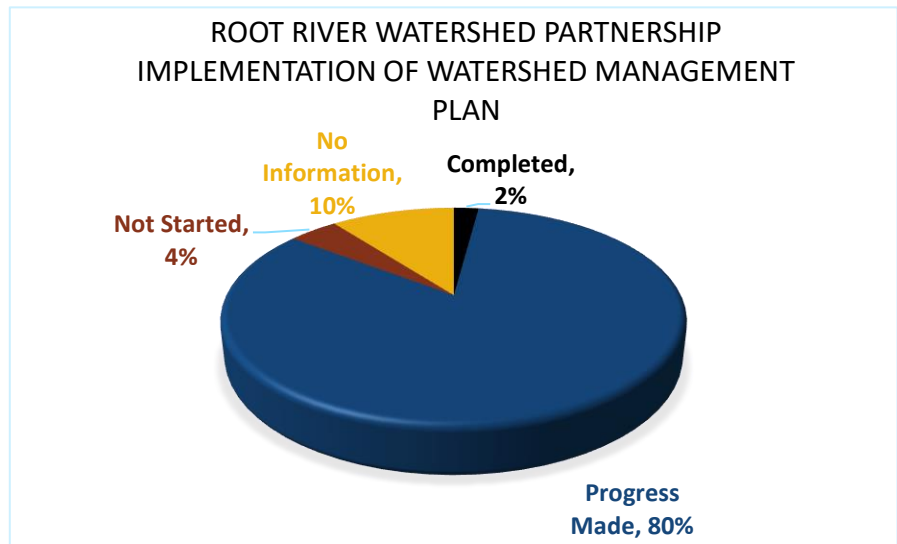 ROOT RIVER WATERSHED PARTNERSHIP
IMPLEMENTATION OF WATERSHED MANAGEMENT
PLAN
No
Information,
10%
Completed,
2%
Not Started,
4%
Progress
Made, 80%